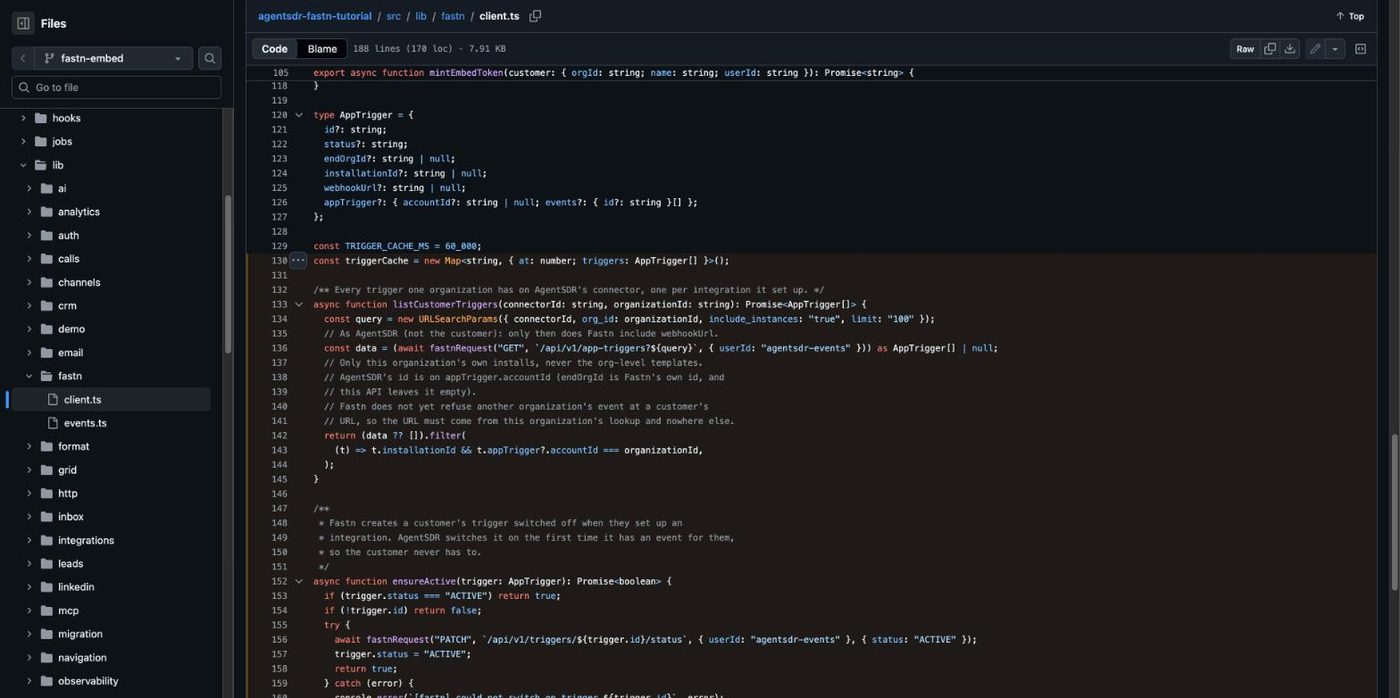 Files
fastn-embed
Go to file
hooks
jobs
lib
ai
analytics
auth
calls
channels
crm
demo
email
fastn
client.ts
events.ts
format
grid
http
inbox
integrations
leads
linkedin
mcp
migration
navigation
observability
agentsdr-fastn-tutorial / src / lib / fastn / client.ts
Top
Code Blame 188 lines (170 loc) · 7.91 KB
Raw
105 export async function mintEmbedToken(customer: { orgId: string; name: string; userId: string }): Promise<string> {
118 }
119
120 type AppTrigger = {
121 id?: string;
122 status?: string;
123 endOrgId?: string | null;
124 installationId?: string | null;
125 webhookUrl?: string | null;
126 appTrigger?: { accountId?: string | null; events?: { id?: string }[] };
127 };
128
129 const TRIGGER_CACHE_MS = 60_000;
130 const triggerCache = new Map<string, { at: number; triggers: AppTrigger[] }>();
131
132 /** Every trigger one organization has on AgentSDR's connector, one per integration it set up. */
133 async function listCustomerTriggers(connectorId: string, organizationId: string): Promise<AppTrigger[]> {
134 const query = new URLSearchParams({ connectorId, org_id: organizationId, include_instances: "true", limit: "100" });
135 // As AgentSDR (not the customer): only then does Fastn include webhookUrl.
136 const data = (await fastnRequest("GET", `/api/v1/app-triggers?${query}`, { userId: "agentsdr-events" })) as AppTrigger[] | null;
137 // Only this organization's own installs, never the org-level templates.
138 // AgentSDR's id is on appTrigger.accountId (endOrgId is Fastn's own id, and
139 // this API leaves it empty).
140 // Fastn does not yet refuse another organization's event at a customer's
141 // URL, so the URL must come from this organization's lookup and nowhere else.
142 return (data ?? []).filter(
143 (t) => t.installationId && t.appTrigger?.accountId === organizationId,
144 );
145 }
146
147 /**
148 * Fastn creates a customer's trigger switched off when they set up an
149 * integration. AgentSDR switches it on the first time it has an event for them,
150 * so the customer never has to.
151 */
152 async function ensureActive(trigger: AppTrigger): Promise<boolean> {
153 if (trigger.status === "ACTIVE") return true;
154 if (!trigger.id) return false;
155 try {
156 await fastnRequest("PATCH", `/api/v1/triggers/${trigger.id}/status`, { userId: "agentsdr-events" }, { status: "ACTIVE" });
157 trigger.status = "ACTIVE";
158 return true;
159 } catch (error) {
160 console.error(`[fastn] could not switch on trigger ${trigger.id}`, error);